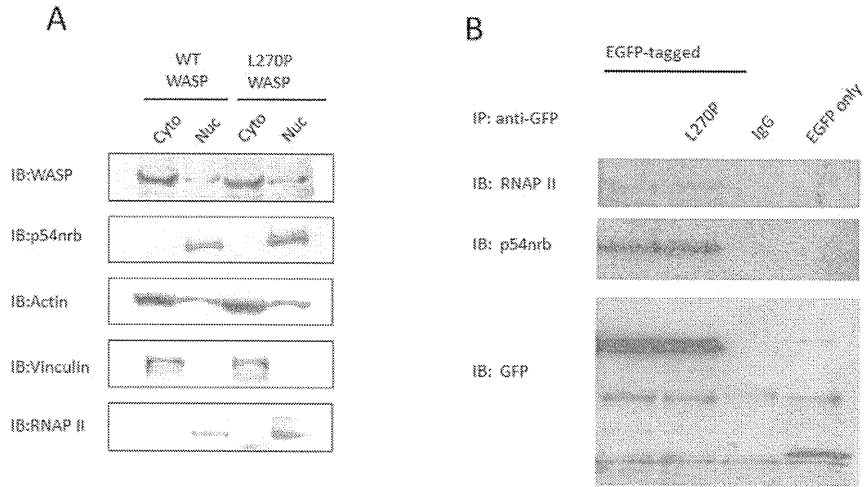 A
WT
WASP
L270P
WASP
Cyto
Nuc
Cyto
Nuc
IB:WASP
IB:p54nrb
IB:Actin
IB:Vinculin
IB:RNAP II
B
EGFP-tagged
IP: anti-GFP
L270P
IgG
EGFP only
IB: RNAP II
IB: p54nrb
IB: GFP